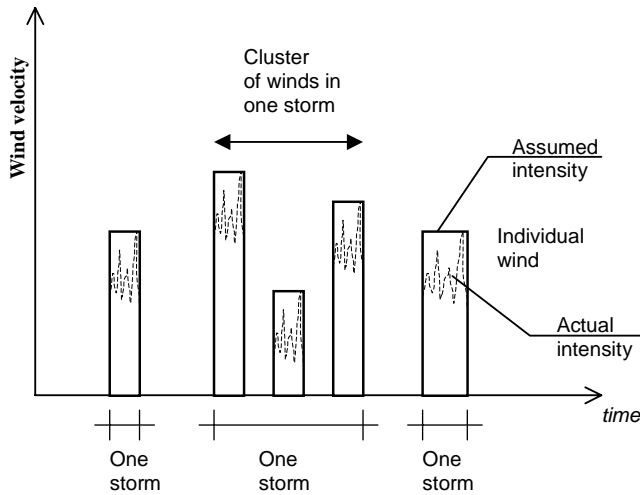 Wind velocity
Cluster
of winds in
one storm
Assumed
intensity
Individual
wind
Actual
intensity
time
One
storm
One
storm
One
storm